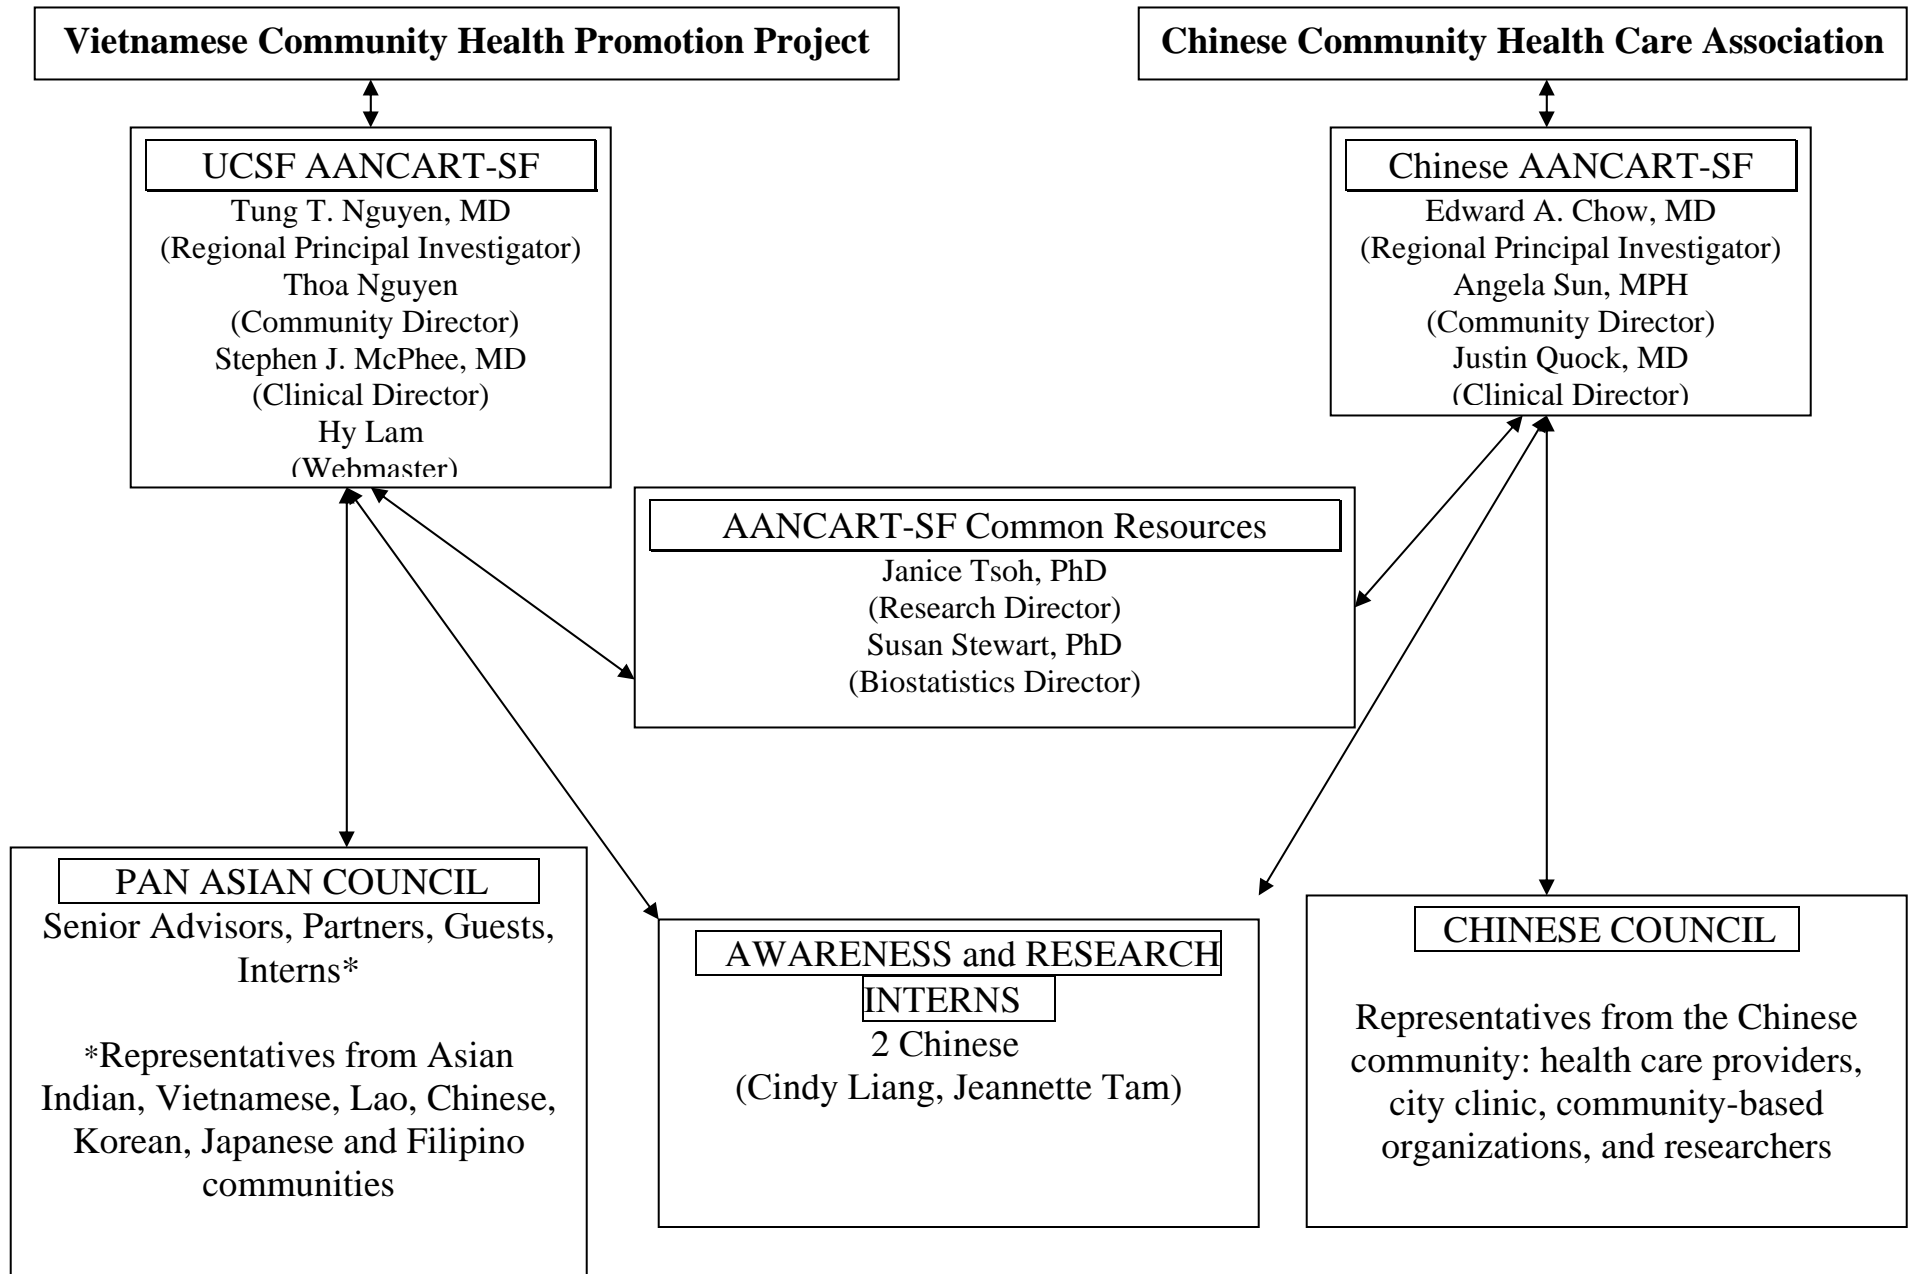 Vietnamese Community Health Promotion Project
Chinese Community Health Care Association
UCSF AANCART-SF
Tung T. Nguyen, MD
(Regional Principal Investigator)
Thoa Nguyen
(Community Director)
Stephen J. McPhee, MD
(Clinical Director)
Hy Lam
(Webmaster)
Chinese AANCART-SF
Edward A. Chow, MD
(Regional Principal Investigator)
Angela Sun, MPH
(Community Director)
Justin Quock, MD
(Clinical Director)
AANCART-SF Common Resources
Janice Tsoh, PhD
(Research Director)
Susan Stewart, PhD
(Biostatistics Director)
PAN ASIAN COUNCIL
Senior Advisors, Partners, Guests,
Interns*
*Representatives from Asian
Indian, Vietnamese, Lao, Chinese,
Korean, Japanese and Filipino
communities
AWARENESS and RESEARCH
INTERNS
2 Chinese
(Cindy Liang, Jeannette Tam)
CHINESE COUNCIL
Representatives from the Chinese
community: health care providers,
city clinic, community-based
organizations, and researchers